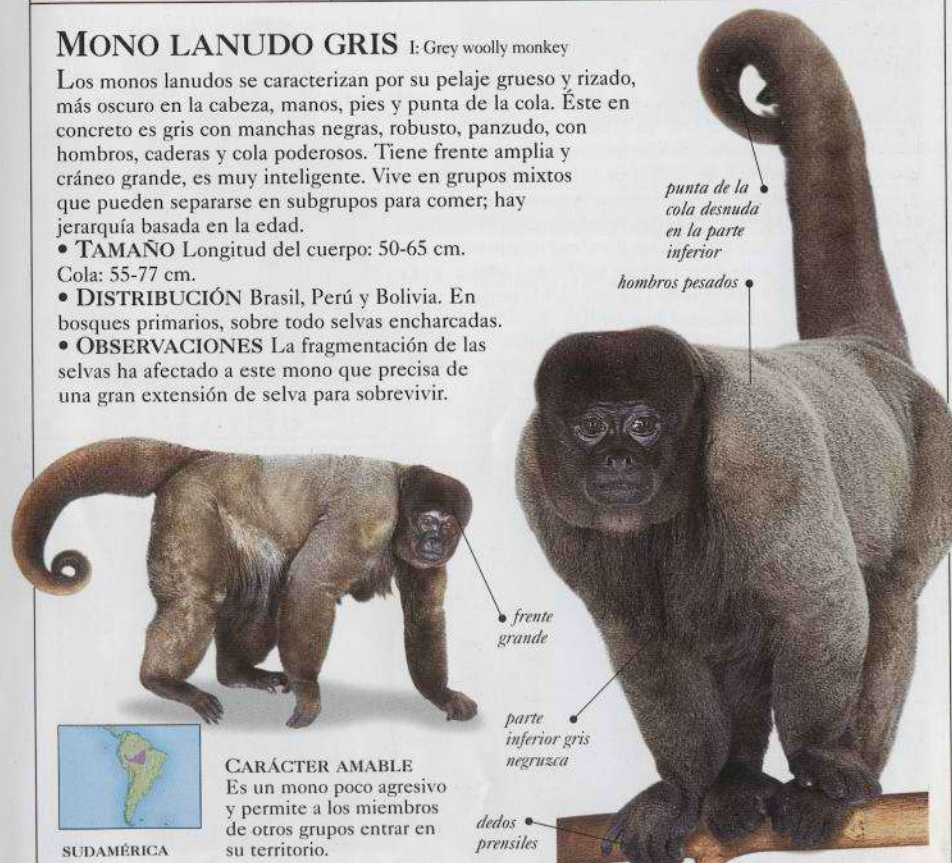 MONO LANUDO GRIS I: Grey woolly monkey
Los monos lanudos se caracterizan por su pelaje grueso y rizado,
más oscuro en la cabeza, manos, pies y punta de la cola. Éste en
concreto es gris con manchas negras, robusto, panzudo, con
hombros, caderas y cola poderosos. Tiene frente amplia y
cráneo grande, es muy inteligente. Vive en grupos mixtos
que pueden separarse en subgrupos para comer; hay
jerarquía basada en la edad.
• TAMAÑO Longitud del cuerpo: 50-65 cm.
Cola: 55-77 cm.
• DISTRIBUCIÓN Brasil, Perú y Bolivia. En
bosques primarios, sobre todo selvas encharcadas.
• OBSERVACIONES La fragmentación de las
selvas ha afectado a este mono que precisa de
una gran extensión de selva para sobrevivir.
punta de la
cola desnuda
en la parte
inferior
hombros pesados
frente
grande
parte
inferior gris
negruzca
dedos
prensiles
SUDAMÉRICA
CARÁCTER AMABLE
Es un mono poco agresivo
y permite a los miembros
de otros grupos entrar en
su territorio.